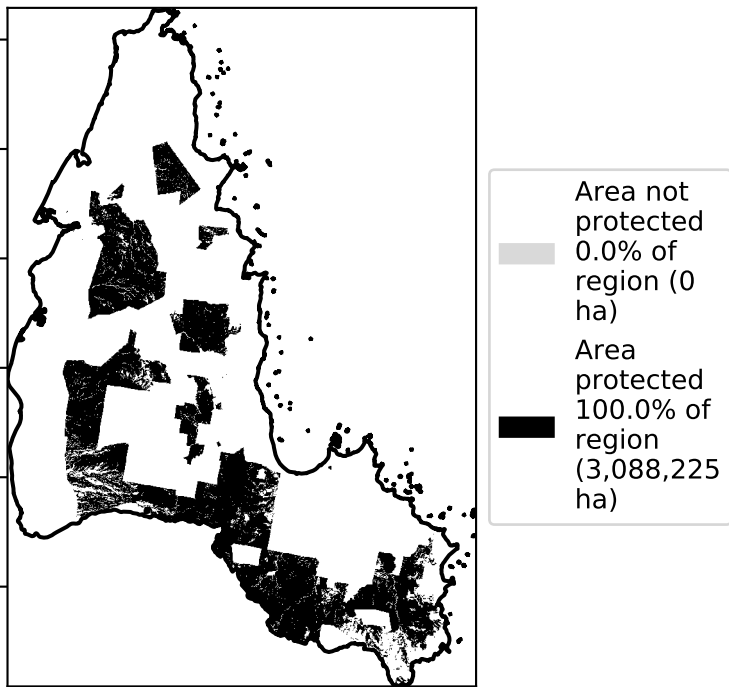 Area not
protected
0.0% of
region (0
ha)
Area
protected
100.0% of
region
(3,088,225
ha)